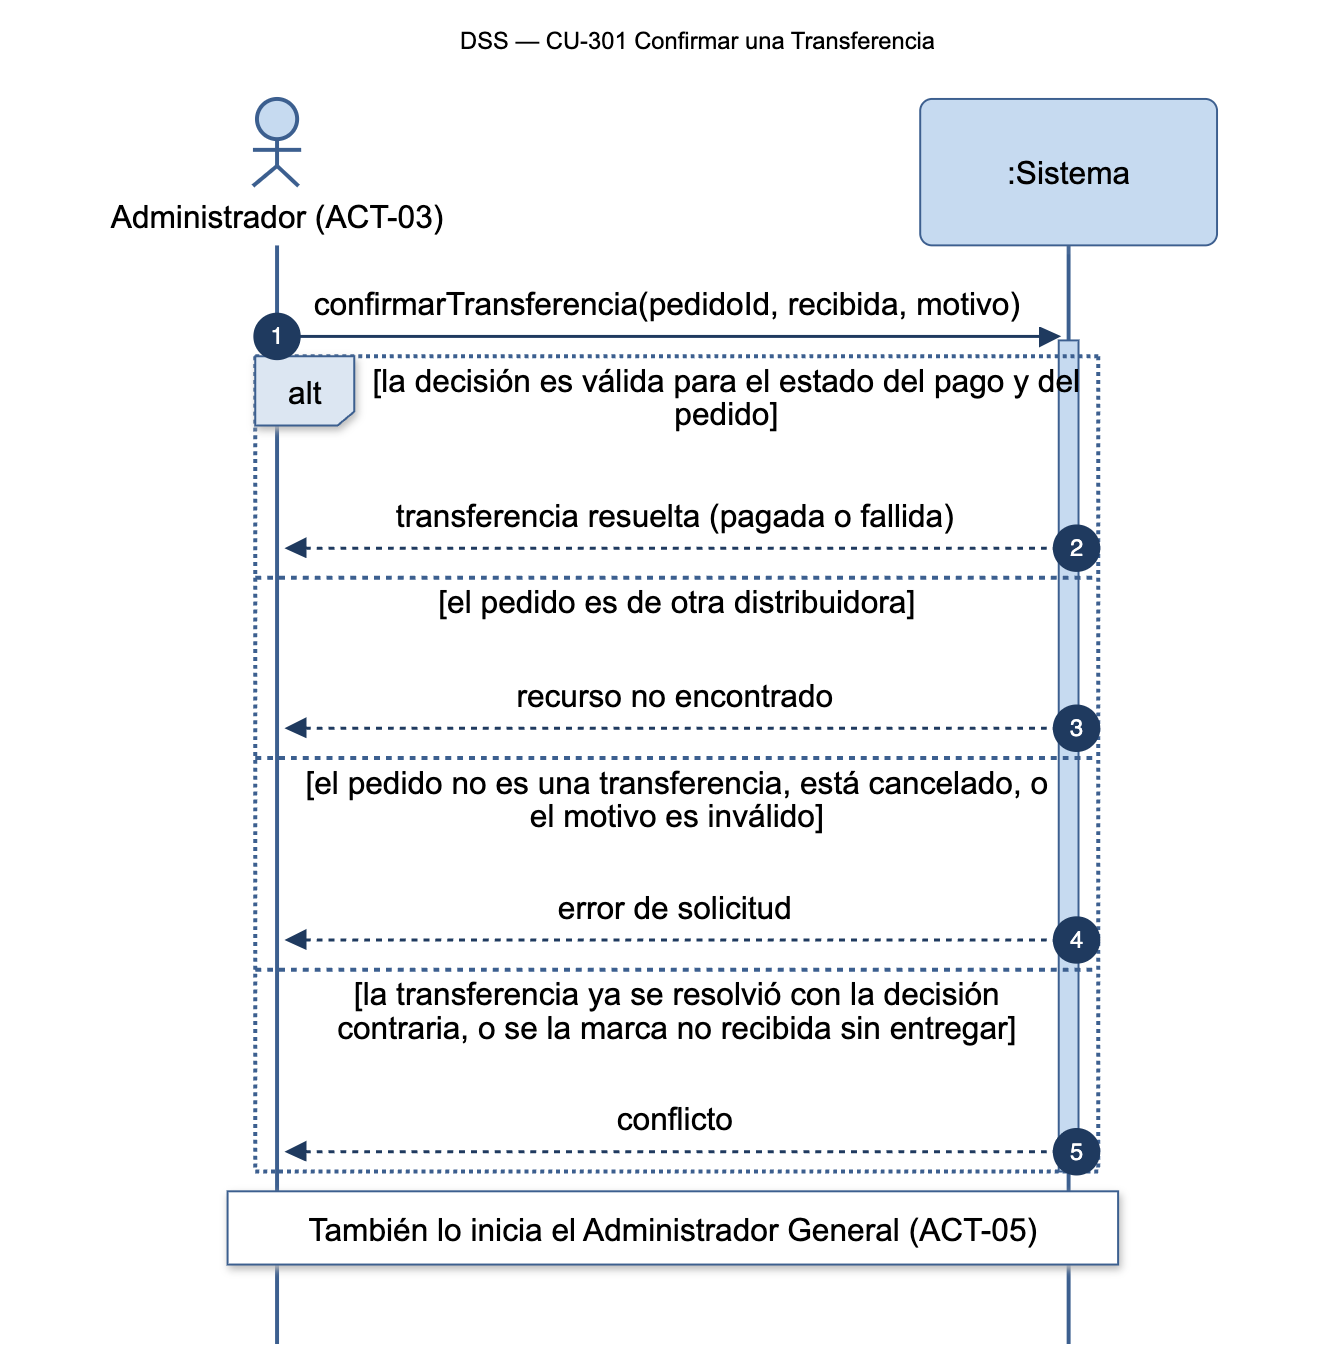 DSS — CU-301 Confirmar una Transferencia
:Sistema
Administrador (ACT-03)
confirmarTransferencia(pedidoId, recibida, motivo)
1
alt
[la decisión es válida para el estado del pago y del
pedido]
transferencia resuelta (pagada o fallida)
2
[el pedido es de otra distribuidora]
recurso no encontrado
3
[el pedido no es una transferencia, está cancelado, o
el motivo es inválido]
error de solicitud
4
[la transferencia ya se resolvió con la decisión
contraria, o se la marca no recibida sin entregar]
conflicto
5
También lo inicia el Administrador General (ACT-05)